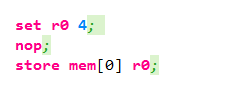 set r0 4;
nop;
store mem[0] r0;